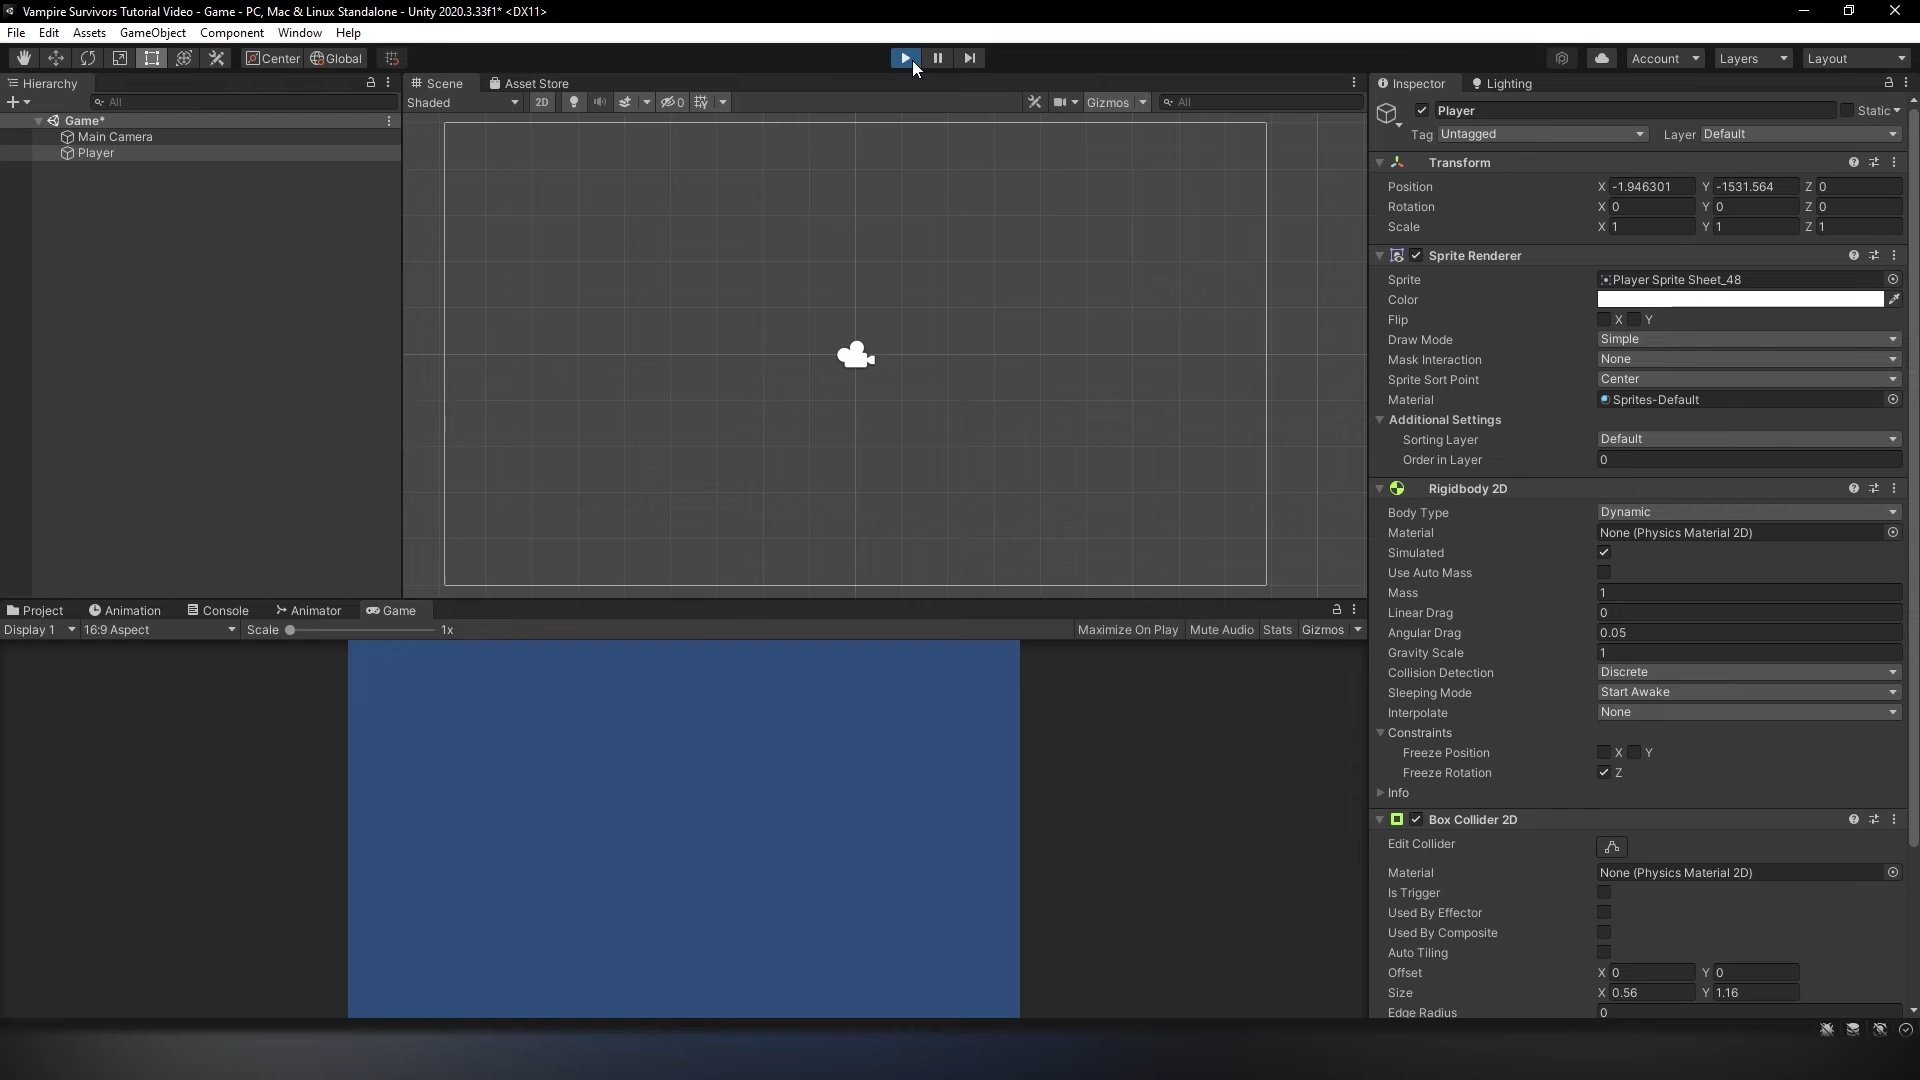 Vampire Survivors Tutorial Video - Game - PC, Mac & Linux Standalone - Unity 2020.3.33f1* <DX11>
File Edit Assets GameObject Component Window Help
Center Global Account Layers Layout
Hierarchy
All
Game*
Main Camera
Player
Scene Asset Store
Shaded 2D 0 Gizmos All
Project Animation Console Animator Game
Display 1 16:9 Aspect Scale 1x Maximize On Play Mute Audio Stats Gizmos
Inspector Lighting
Player Static
Tag Untagged Layer Default
Transform
Position X -1.946301 Y -1531.564 Z 0
Rotation X 0 Y 0 Z 0
Scale X 1 Y 1 Z 1
Sprite Renderer
Sprite Player Sprite Sheet_48
Color
Flip X Y
Draw Mode Simple
Mask Interaction None
Sprite Sort Point Center
Material Sprites-Default
Additional Settings
Sorting Layer Default
Order in Layer 0
Rigidbody 2D
Body Type Dynamic
Material None (Physics Material 2D)
Simulated
Use Auto Mass
Mass 1
Linear Drag 0
Angular Drag 0.05
Gravity Scale 1
Collision Detection Discrete
Sleeping Mode Start Awake
Interpolate None
Constraints
Freeze Position X Y
Freeze Rotation Z
Info
Box Collider 2D
Edit Collider
Material None (Physics Material 2D)
Is Trigger
Used By Effector
Used By Composite
Auto Tiling
Offset X 0 Y 0
Size X 0.56 Y 1.16
Edge Radius 0